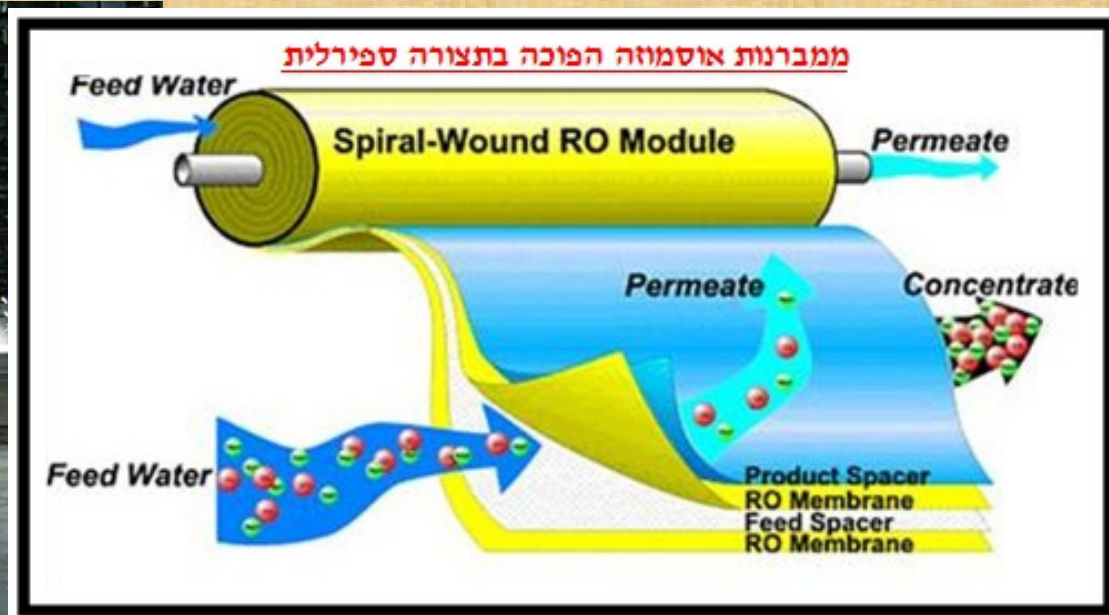 ממברנות אוסמוזה הפוכה בתצורה ספירלית
Feed Water
Spiral-Wound RO Module
Permeate
Permeate
Concentrate
Feed Water
Product Spacer
RO Membrane
Feed Spacer
RO Membrane